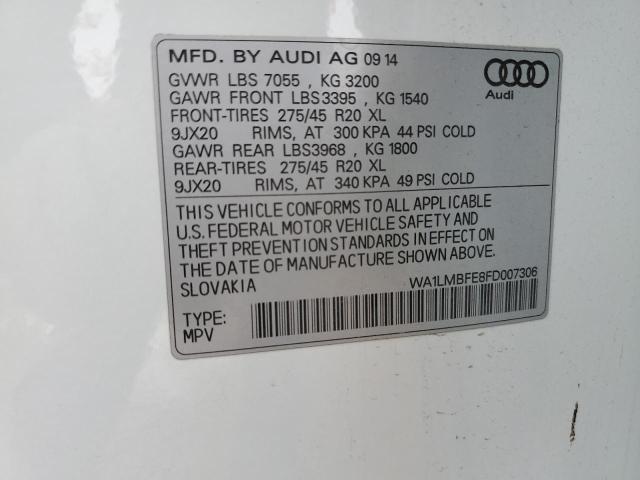 MFD. BY AUDI AG 09 14
GVWR LBS 7055 , KG 3200
GAWR FRONT LBS3395 , KG 1540
FRONT-TIRES 275/45 R20 XL
9JX20 RIMS, AT 300 KPA 44 PSI COLD
GAWR REAR LBS3968 , KG 1800
REAR-TIRES 275/45 R20 XL
9JX20 RIMS, AT 340 KPA 49 PSI COLD
Audi
THIS VEHICLE CONFORMS TO ALL APPLICABLE
U.S. FEDERAL MOTOR VEHICLE SAFETY AND
THEFT PREVENTION STANDARDS IN EFFECT ON
THE DATE OF MANUFACTURE SHOWN ABOVE.
SLOVAKIA WA1LMBFE8FD007306
TYPE:
MPV